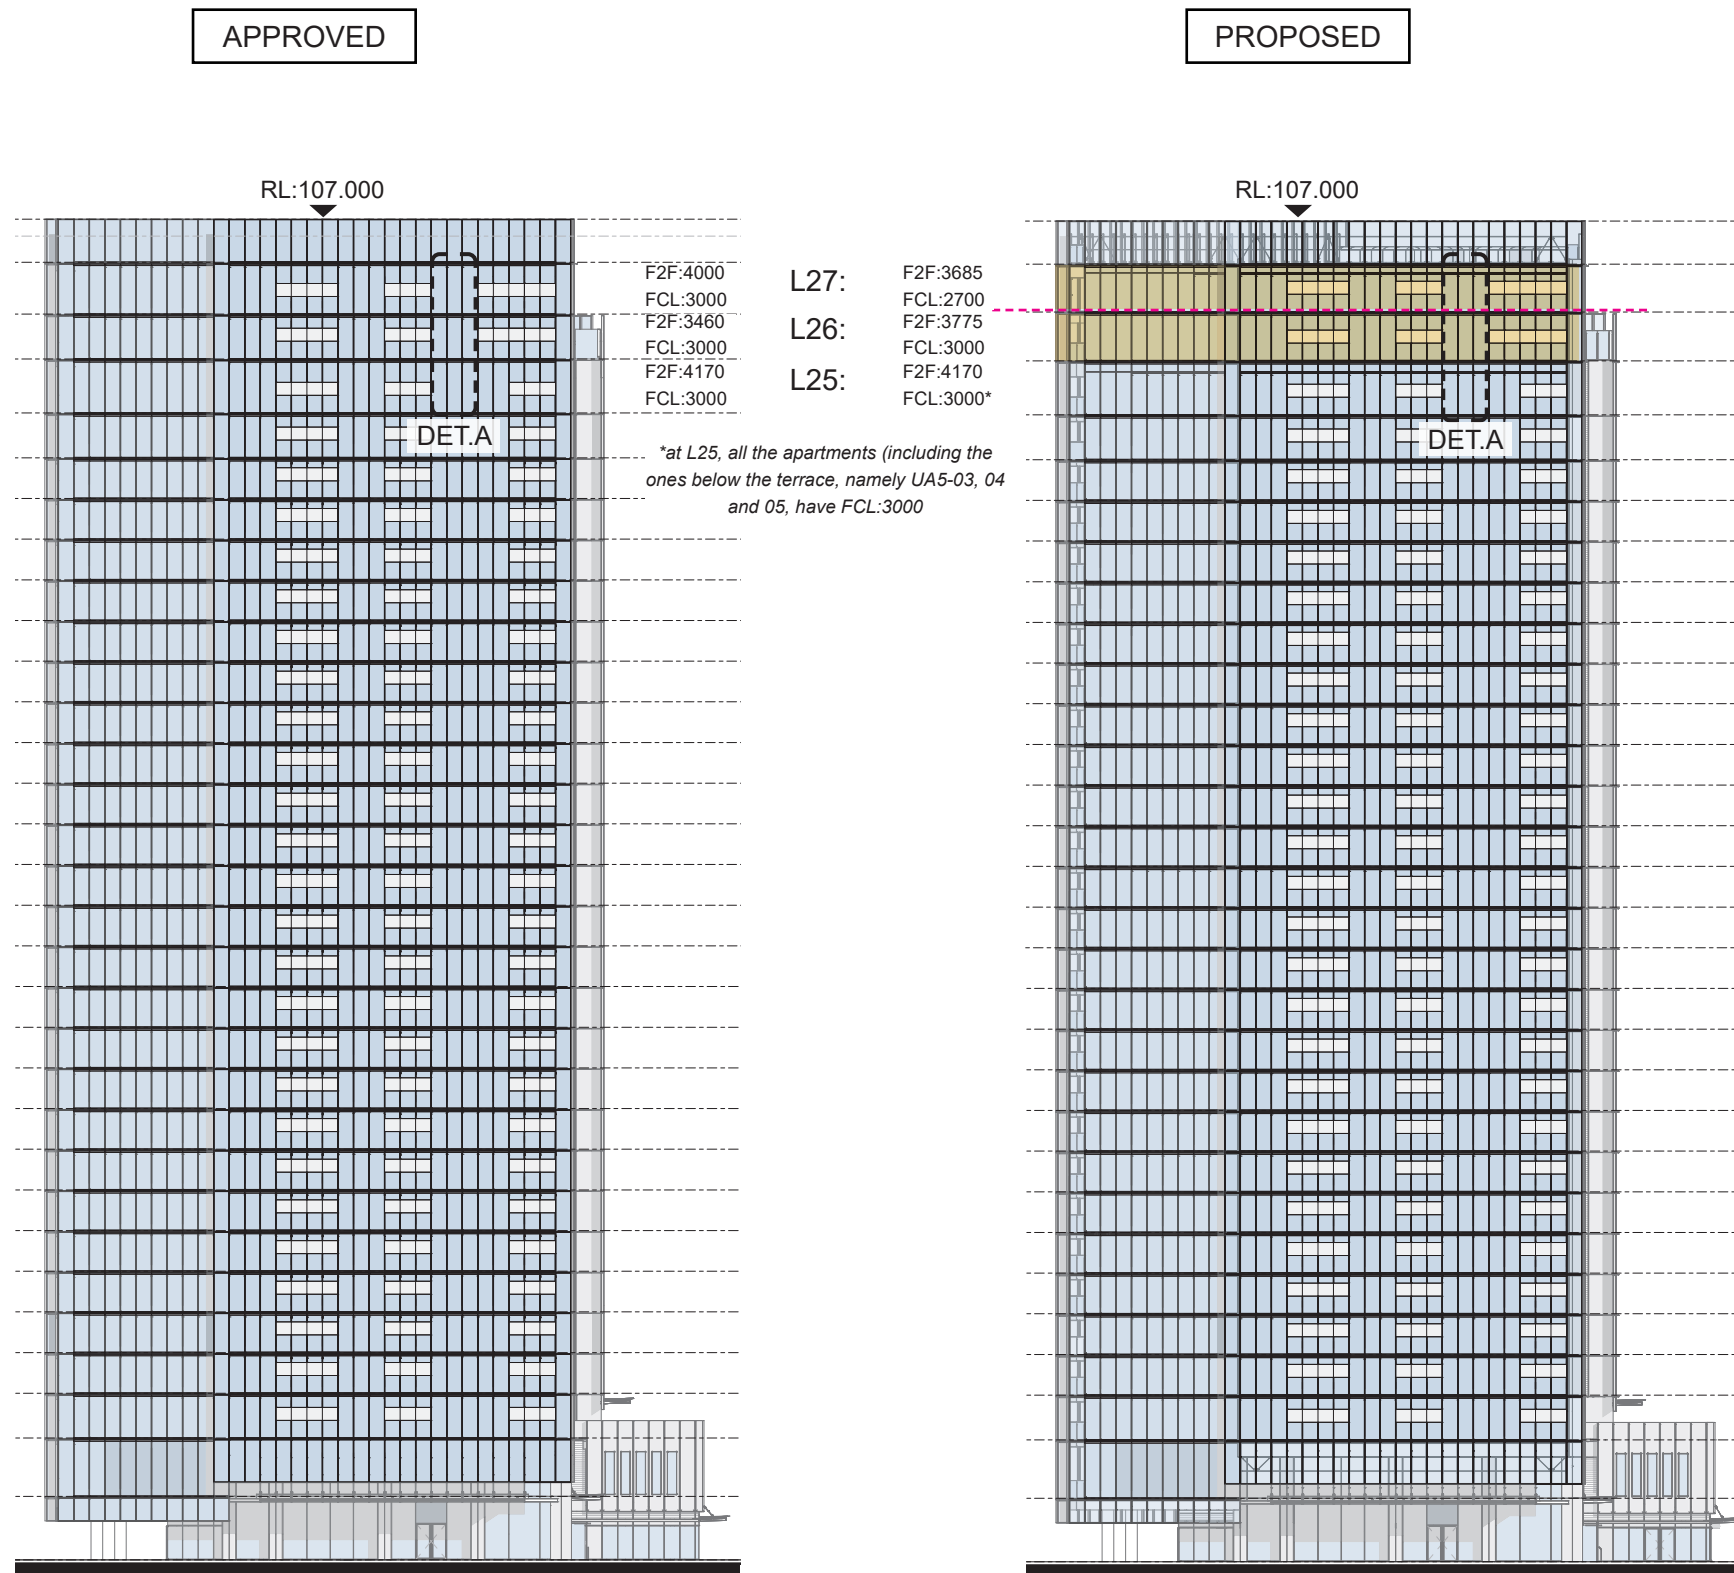 APPROVED
PROPOSED
RL:107.000
RL:107.000
F2F:4000
FCL:3000
L27:
F2F:3685
FCL:2700
F2F:3460
FCL:3000
L26:
F2F:3775
FCL:3000
F2F:4170
FCL:3000
L25:
F2F:4170
FCL:3000*
DET.A
DET.A
*at L25, all the apartments (including the
ones below the terrace, namely UA5-03, 04
and 05, have FCL:3000